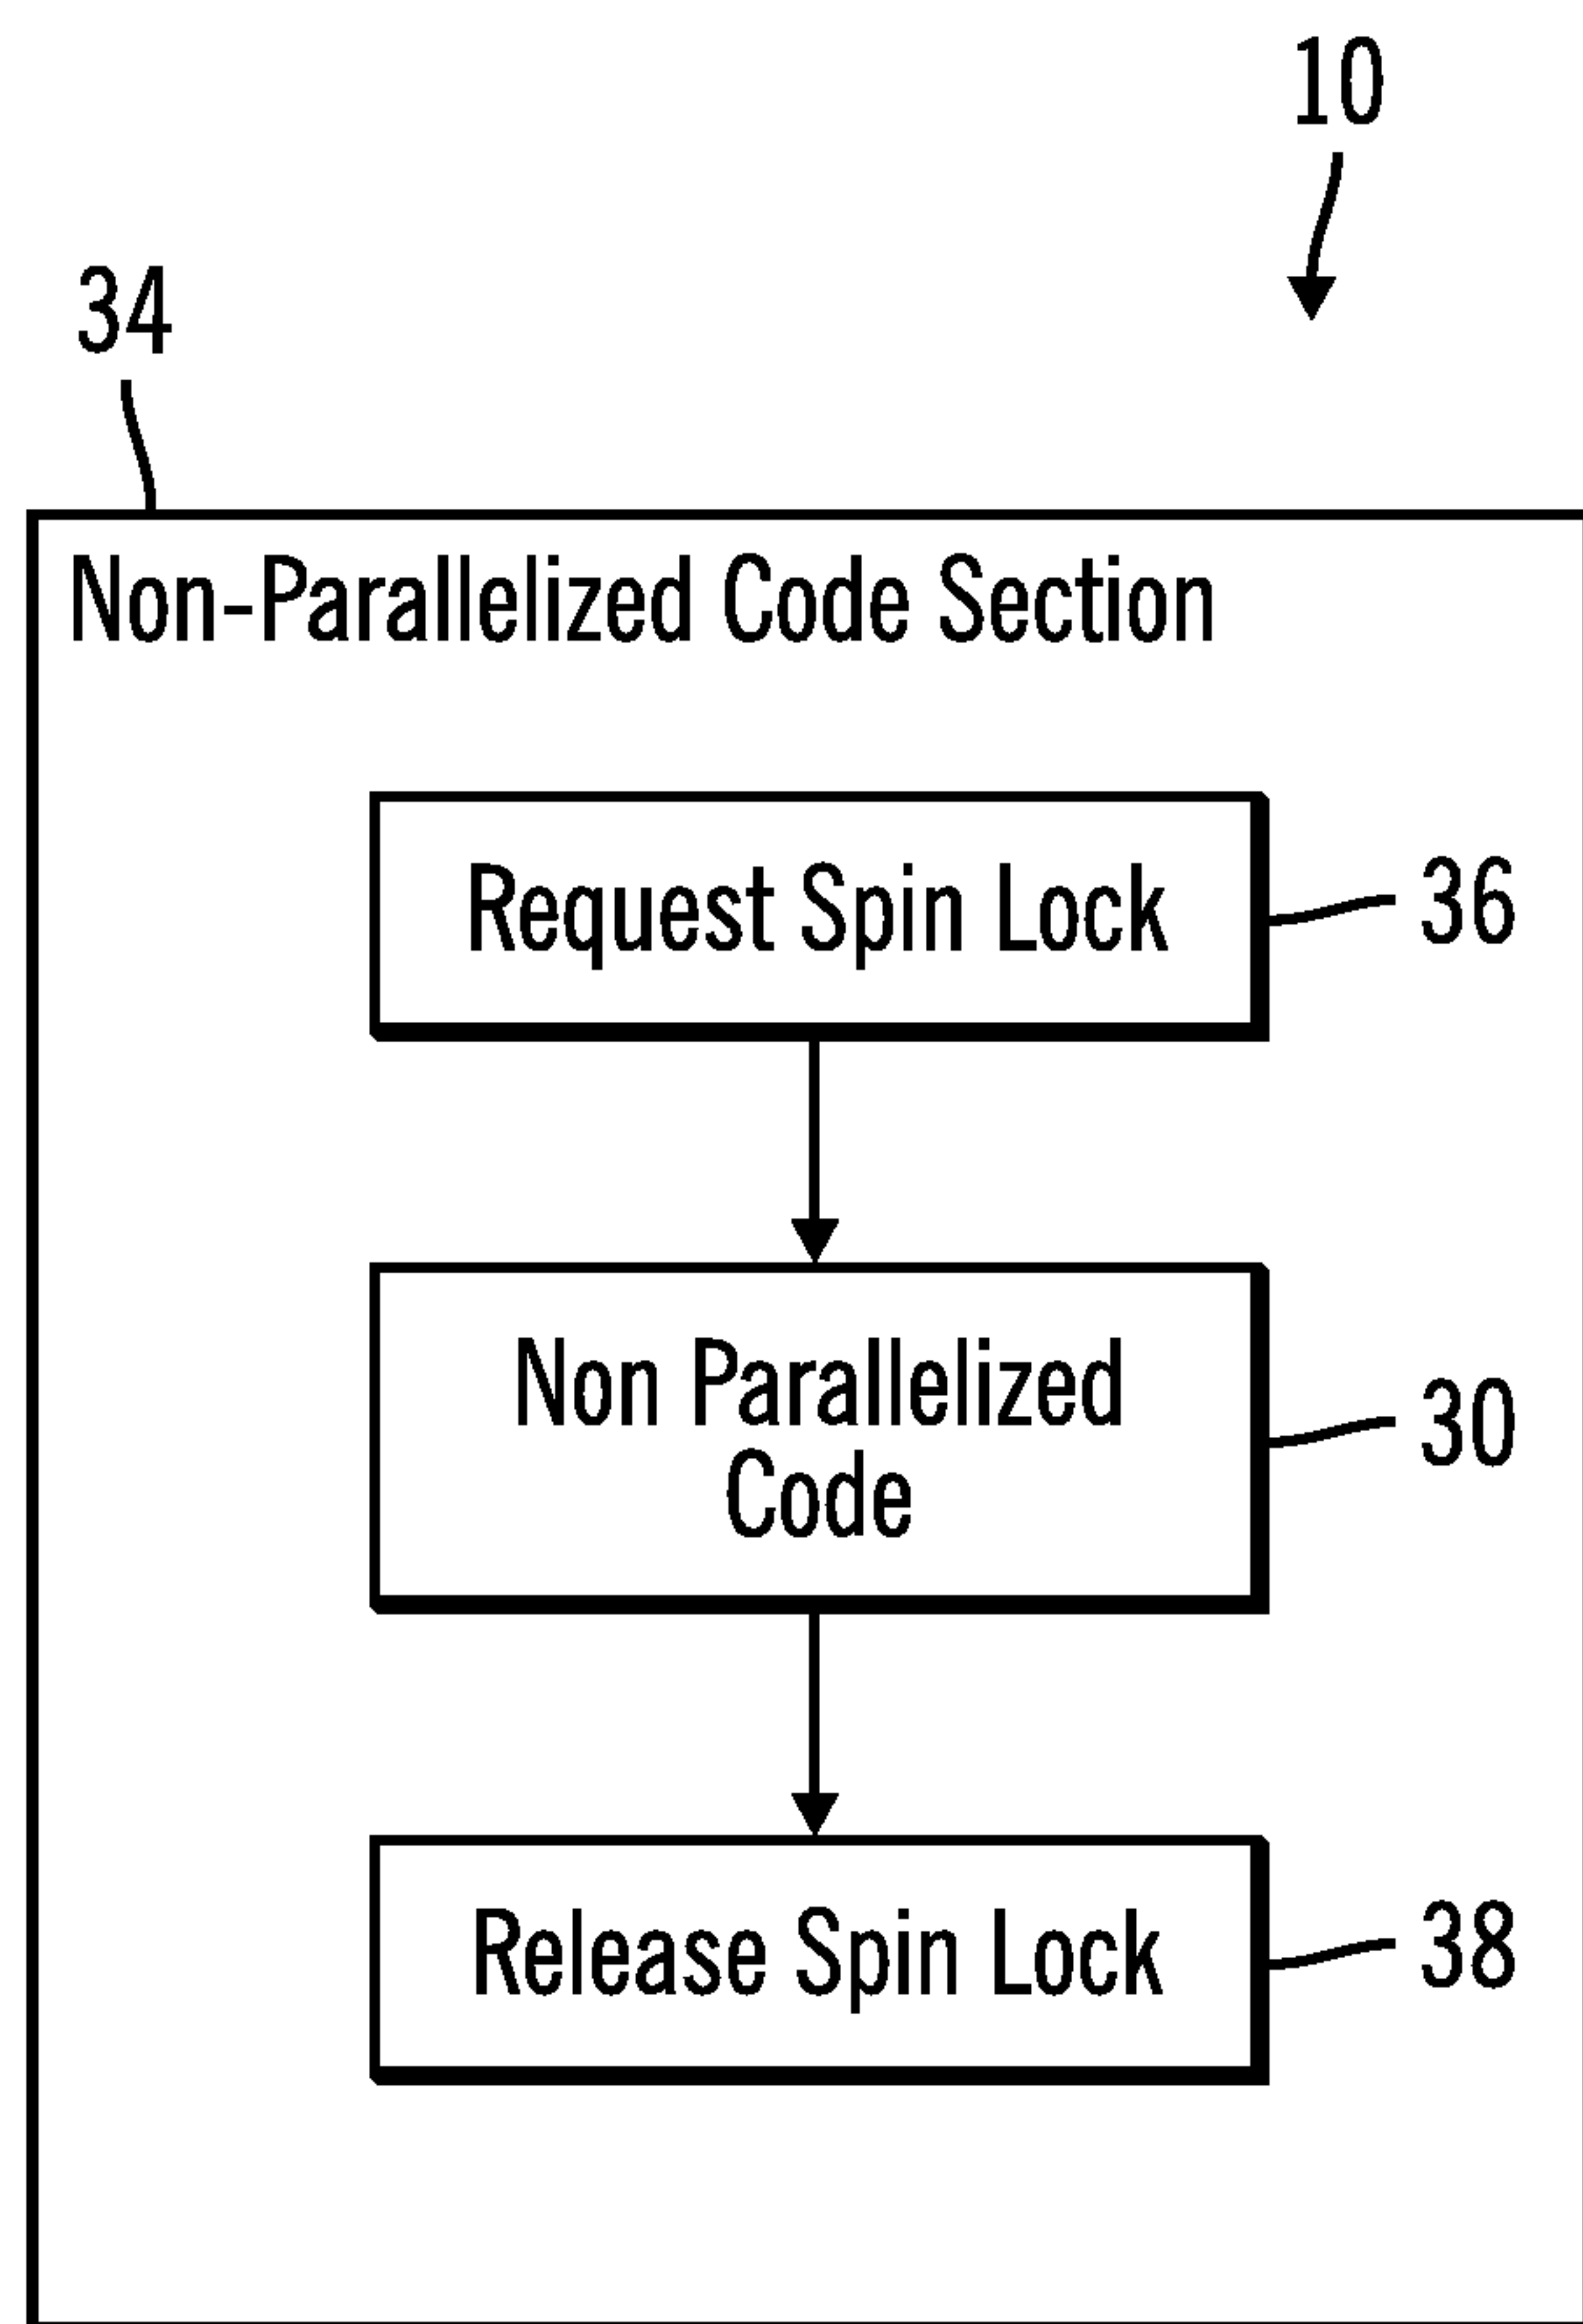 10
34
Non-Parallelized Code Section
Request Spin Lock
36
Non Parallelized
Code
30
Release Spin Lock
38